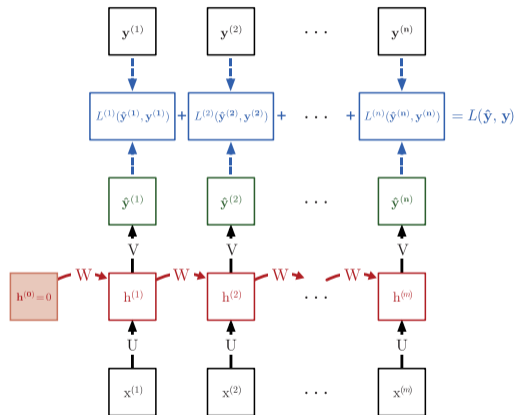 y⁽¹⁾ y⁽²⁾ · · · y⁽ⁿ⁾
L⁽¹⁾(ŷ⁽¹⁾, y⁽¹⁾) + L⁽²⁾(ŷ⁽²⁾, y⁽²⁾) + · · · + L⁽ⁿ⁾(ŷ⁽ⁿ⁾, y⁽ⁿ⁾) = L(ŷ, y)
ŷ⁽¹⁾ ŷ⁽²⁾ · · · ŷ⁽ⁿ⁾
V V V
W W W W
h⁽⁰⁾=0 h⁽¹⁾ h⁽²⁾ · · · h⁽ᵐ⁾
U U U
x⁽¹⁾ x⁽²⁾ · · · x⁽ᵐ⁾